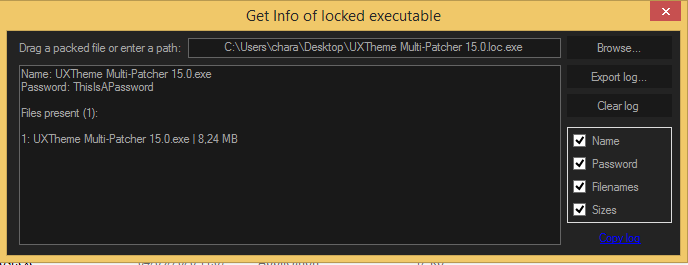 Get Info of locked executable
Drag a packed file or enter a path:
C:\Users\chara\Desktop\UXTheme Multi-Patcher 15.0.loc.exe
Browse...
Name: UXTheme Multi-Patcher 15.0.exe
Password: ThisIsAPassword
Files present (1):
1: UXTheme Multi-Patcher 15.0.exe | 8,24 MB
Export log...
Clear log
Name
Password
Filenames
Sizes